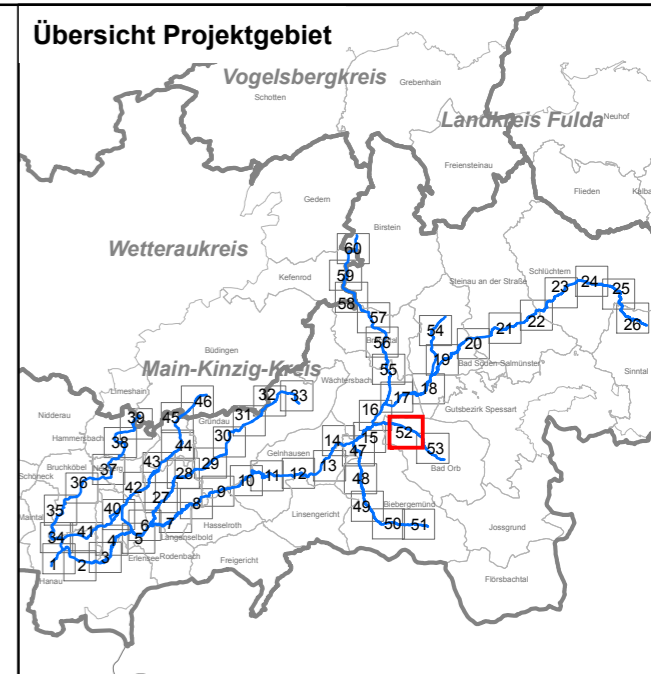 Übersicht Projektgebiet
Vogelsbergkreis
Grebenhain
Schotten
Landkreis Fulda
Neuhof
Freiensteinau
Flieden
Kalba
Gedern
Birstein
Wetteraukreis
60
Kefenrod
59
58
Steinau an der Straße
Schlüchtern
23
24
25
57
54
21
22
26
Büdingen
56
20
19
Main-Kinzig-Kreis
Bad Soden-Salmünster
Sinntal
Limeshain
Wächtersbach
55
32
33
18
17
46
Nidderau
39
45
31
Gründau
16
Gutsbezirk Spessart
Hammersbach
38
30
15
52
44
Gelnhausen
14
47
53
Bruchköbel
37
43
29
13
Bad Orb
Schöneck
36
28
10
11
12
48
42
9
Linsengericht
35
27
8
49
Biebergemünd
Maintal
40
Hasselroth
50
51
41
6
7
Jossgrund
34
4
5
Langenselbold
1
2
3
Erlensee
Rodenbach
Freigericht
Hanau
Flörsbachtal